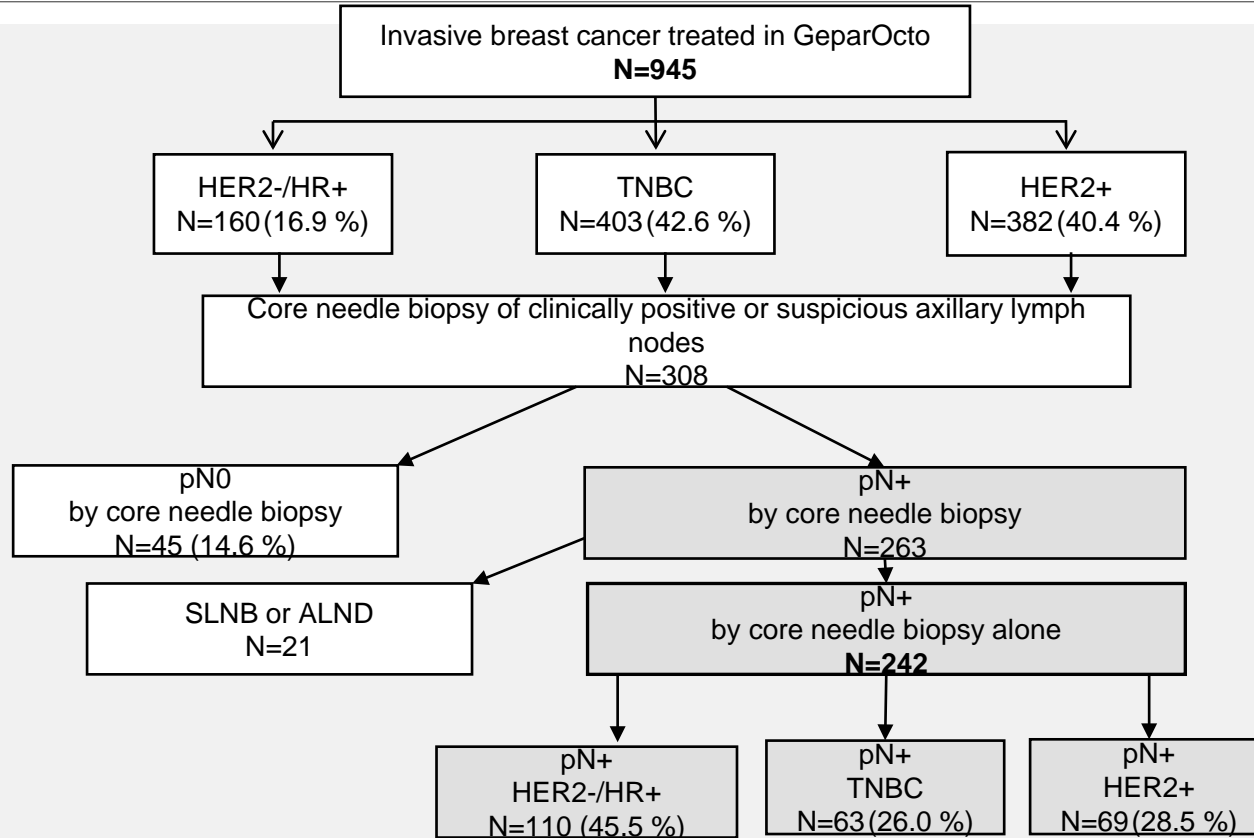 Invasive breast cancer treated in GeparOcto
N=945
HER2-/HR+
N=160 (16.9 %)
TNBC
N=403 (42.6 %)
HER2+
N=382 (40.4 %)
Core needle biopsy of clinically positive or suspicious axillary lymph
nodes
N=308
pN0
by core needle biopsy
N=45 (14.6 %)
pN+
by core needle biopsy
N=263
SLNB or ALND
N=21
pN+
by core needle biopsy alone
N=242
pN+
HER2-/HR+
N=110 (45.5 %)
pN+
TNBC
N=63 (26.0 %)
pN+
HER2+
N=69 (28.5 %)